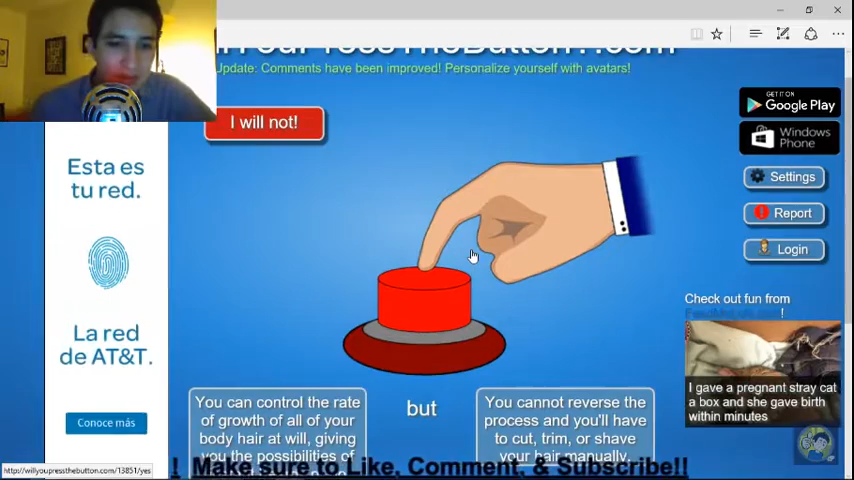 Update: Comments have been improved! Personalize yourself with avatars!
I will not!
GET IT ON
Google Play
Windows
Phone
Settings
Report
Login
Esta es
tu red.
La red
de AT&T.
Conoce más
Check out fun from
I gave a pregnant stray cat
a box and she gave birth
within minutes
You can control the rate
of growth of all of your
body hair at will, giving
you the possibilities of
but
You cannot reverse the
process and you'll have
to cut, trim, or shave
your hair manually.
! Make sure to Like, Comment, & Subscribe!!
http://willyoupressthebutton.com/13851/yes